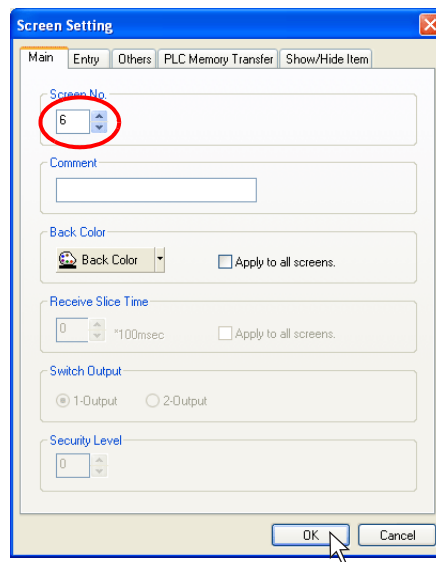 Screen Setting
Main Entry Others PLC Memory Transfer Show/Hide Item
Screen No.
6
Comment
Back Color
Back Color Apply to all screens.
Receive Slice Time
0 *100msec Apply to all screens.
Switch Output
1-Output 2-Output
Security Level
0
OK Cancel